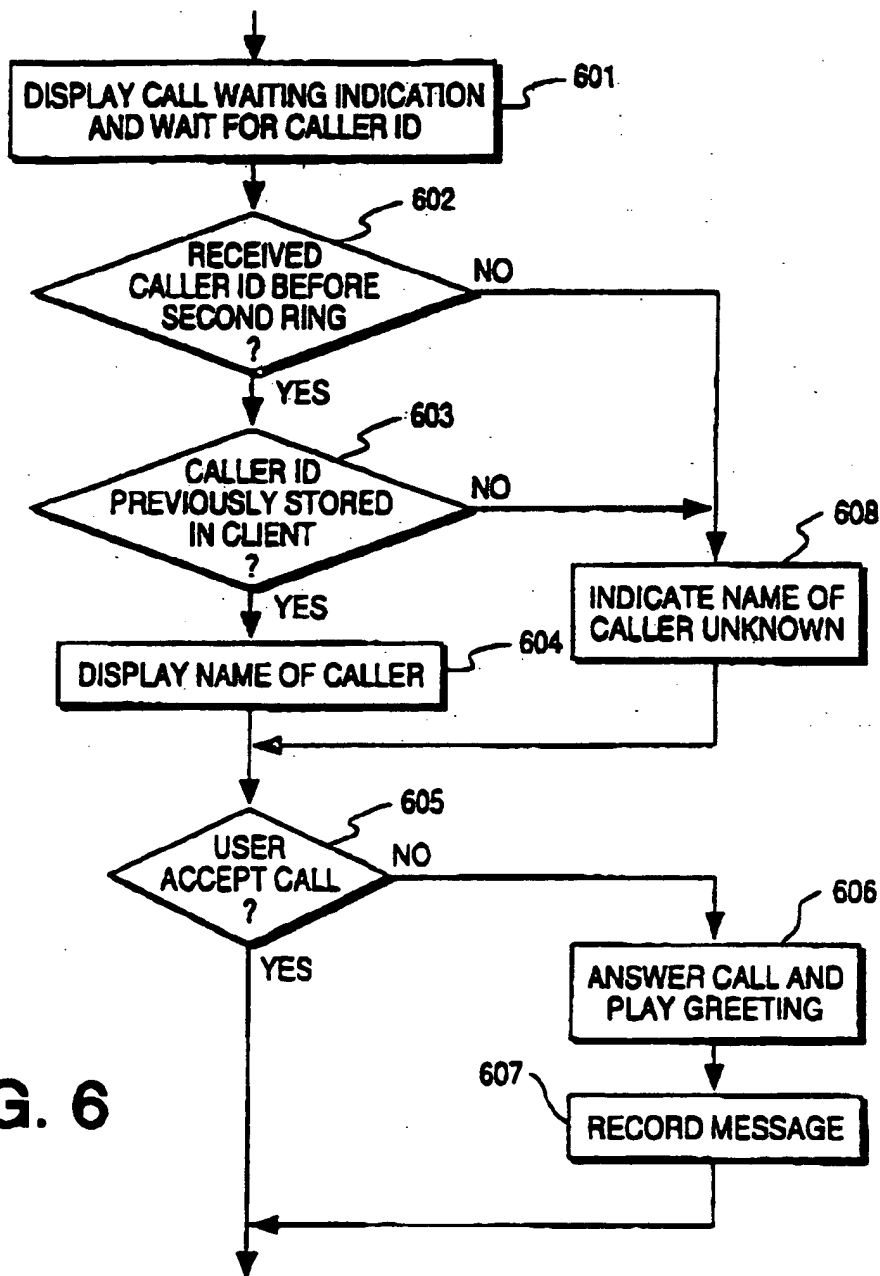 DISPLAY CALL WAITING INDICATION
AND WAIT FOR CALLER ID
601
602
RECEIVED
CALLER ID BEFORE
SECOND RING
?
NO
YES
603
CALLER ID
PREVIOUSLY STORED
IN CLIENT
?
NO
YES
608
INDICATE NAME OF
CALLER UNKNOWN
604
DISPLAY NAME OF CALLER
605
USER
ACCEPT CALL
?
NO
YES
606
ANSWER CALL AND
PLAY GREETING
607
RECORD MESSAGE
G. 6